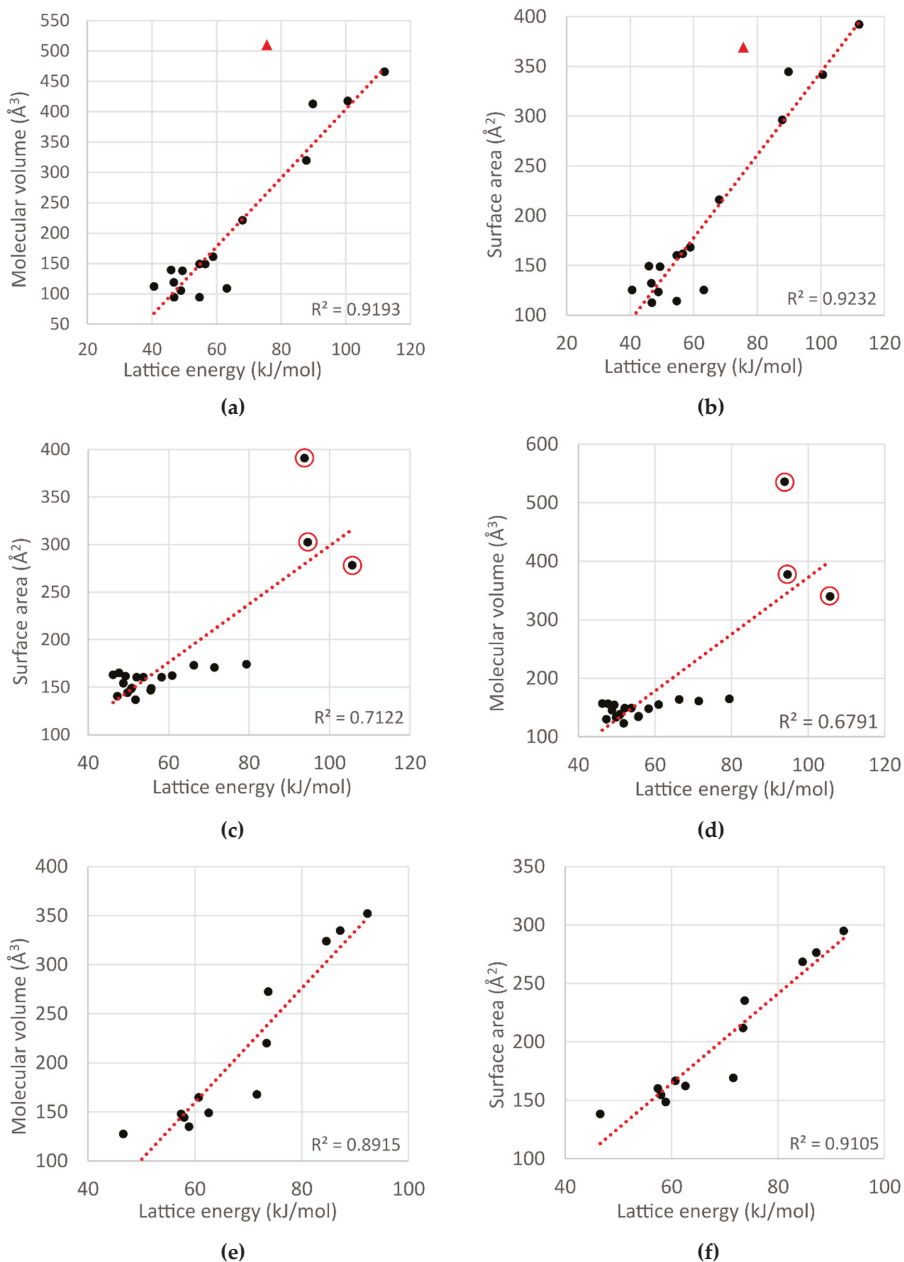 550
500
450
400
350
300
250
200
150
100
50
Molecular volume (Å³)
R² = 0.9193
20 40 60 80 100 120
Lattice energy (kJ/mol)
(a)
400
350
300
250
200
150
100
Surface area (Å²)
R² = 0.9232
20 40 60 80 100 120
Lattice energy (kJ/mol)
(b)
400
350
300
250
200
150
100
Surface area (Å²)
R² = 0.7122
40 60 80 100 120
Lattice energy (kJ/mol)
(c)
600
500
400
300
200
100
Molecular volume (Å³)
R² = 0.6791
40 60 80 100 120
Lattice energy (kJ/mol)
(d)
400
350
300
250
200
150
100
Molecular volume (Å³)
R² = 0.8915
40 60 80 100
Lattice energy (kJ/mol)
(e)
350
300
250
200
150
100
Surface area (Å²)
R² = 0.9105
40 60 80 100
Lattice energy (kJ/mol)
(f)